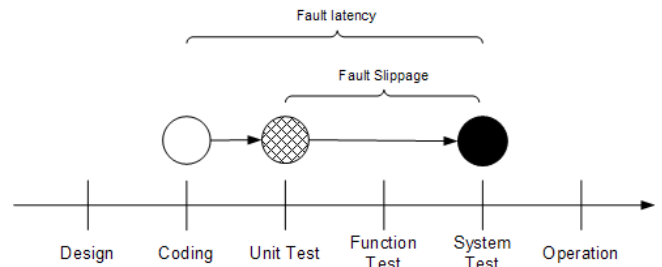 Fault latency
Fault Slippage
Design
Coding
Unit Test
Function
Test
System
Test
Operation